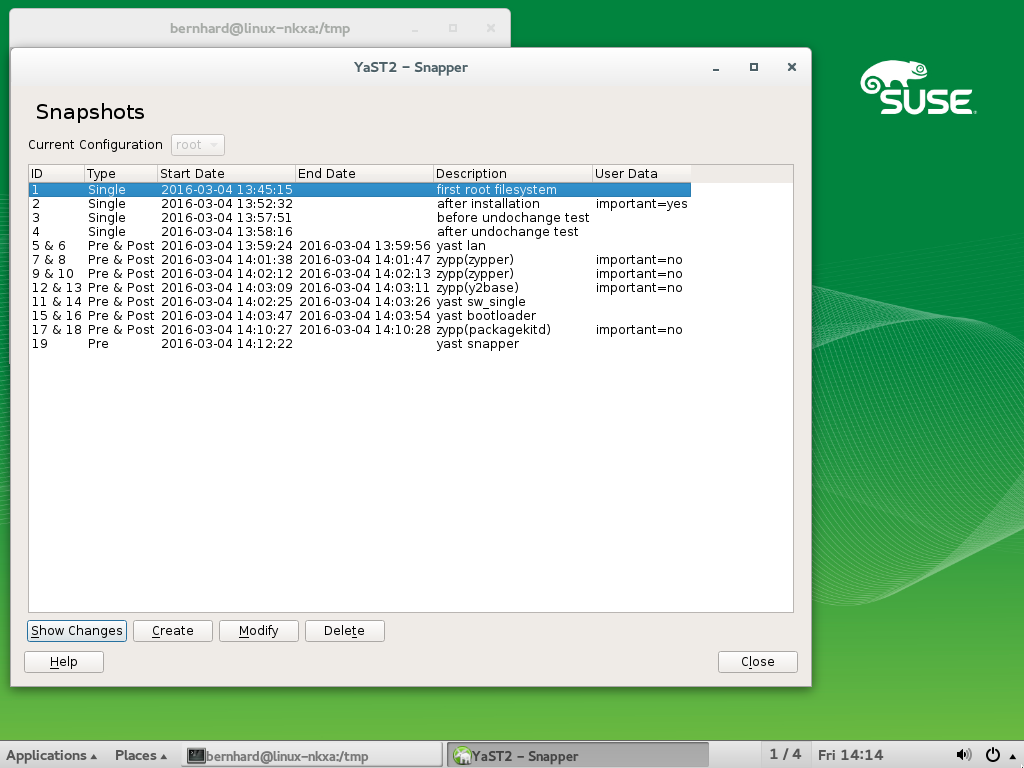 bernhard@linux-nkxa:/tmp
YaST2 - Snapper
SUSE
Snapshots
Current Configuration root
ID Type Start Date End Date Description User Data
1 Single 2016-03-04 13:45:15 first root filesystem
2 Single 2016-03-04 13:52:32 after installation important=yes
3 Single 2016-03-04 13:57:51 before undochange test
4 Single 2016-03-04 13:58:16 after undochange test
5 & 6 Pre & Post 2016-03-04 13:59:24 2016-03-04 13:59:56 yast lan
7 & 8 Pre & Post 2016-03-04 14:01:38 2016-03-04 14:01:47 zypp(zypper) important=no
9 & 10 Pre & Post 2016-03-04 14:02:12 2016-03-04 14:02:13 zypp(zypper) important=no
12 & 13 Pre & Post 2016-03-04 14:03:09 2016-03-04 14:03:11 zypp(y2base) important=no
11 & 14 Pre & Post 2016-03-04 14:02:25 2016-03-04 14:03:26 yast sw_single
15 & 16 Pre & Post 2016-03-04 14:03:47 2016-03-04 14:03:54 yast bootloader
17 & 18 Pre & Post 2016-03-04 14:10:27 2016-03-04 14:10:28 zypp(packagekitd) important=no
19 Pre 2016-03-04 14:12:22 yast snapper
Show Changes Create Modify Delete
Help Close
Applications Places bernhard@linux-nkxa:/tmp YaST2 - Snapper 1 / 4 Fri 14:14